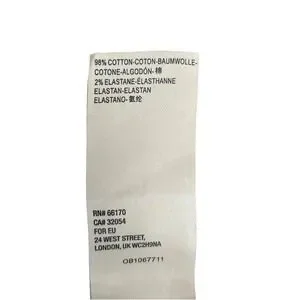 98% COTTON-COTON-BAUMWOLLE-
COTONE-ALGODÓN-棉
2% ELASTANE-ELASTHANNE
ELASTAN-ELASTAN
ELASTANO-氨纶
RN# 66170
CA# 32054
FOR EU
24 WEST STREET,
LONDON, UK WC2H9NA
OB1067711